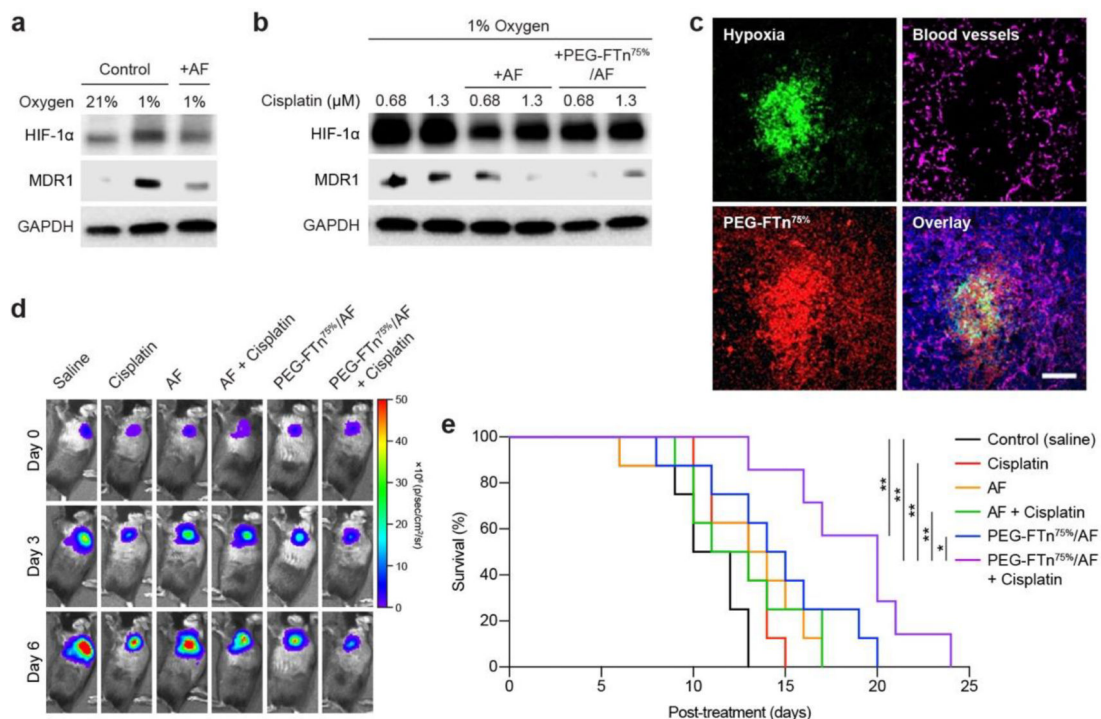 a
Control +AF
Oxygen 21% 1% 1%
HIF-1α
MDR1
GAPDH
b
1% Oxygen
+AF +PEG-FTn⁷⁵%
/AF
Cisplatin (μM) 0.68 1.3 0.68 1.3 0.68 1.3
HIF-1α
MDR1
GAPDH
c
Hypoxia Blood vessels
PEG-FTn⁷⁵% Overlay
d
Saline
Cisplatin
AF
AF + Cisplatin
PEG-FTn⁷⁵%/AF
PEG-FTn⁷⁵%/AF
+ Cisplatin
Day 0
Day 3
Day 6
50
40
30
20
10
0
e
Survival (%)
100
80
60
40
20
0
0 5 10 15 20 25
Post-treatment (days)
**
**
**
**
*
Control (saline)
Cisplatin
AF
AF + Cisplatin
PEG-FTn⁷⁵%/AF
PEG-FTn⁷⁵%/AF
+ Cisplatin